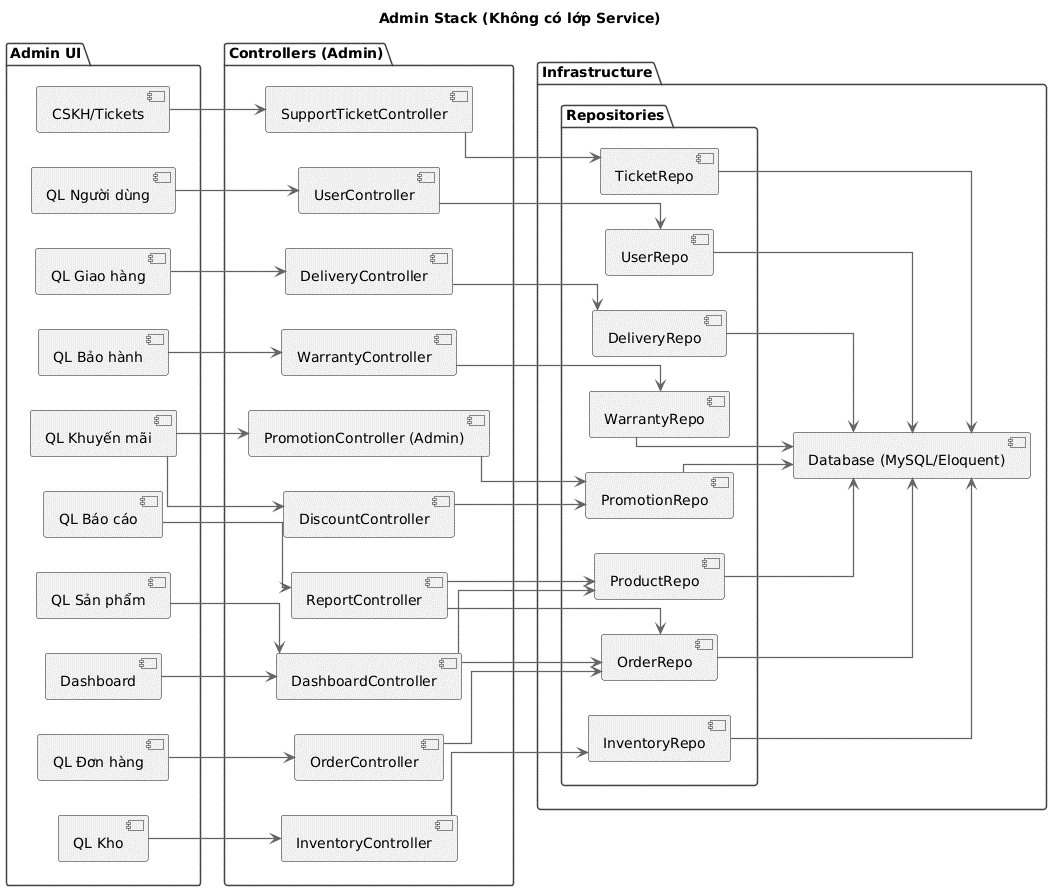 Admin Stack (Không có lớp Service)
Admin UI
CSKH/Tickets
QL Người dùng
QL Giao hàng
QL Bảo hành
QL Khuyến mãi
QL Báo cáo
QL Sản phẩm
Dashboard
QL Đơn hàng
QL Kho
Controllers (Admin)
SupportTicketController
UserController
DeliveryController
WarrantyController
PromotionController (Admin)
DiscountController
ReportController
DashboardController
OrderController
InventoryController
Infrastructure
Repositories
TicketRepo
UserRepo
DeliveryRepo
WarrantyRepo
PromotionRepo
ProductRepo
OrderRepo
InventoryRepo
Database (MySQL/Eloquent)